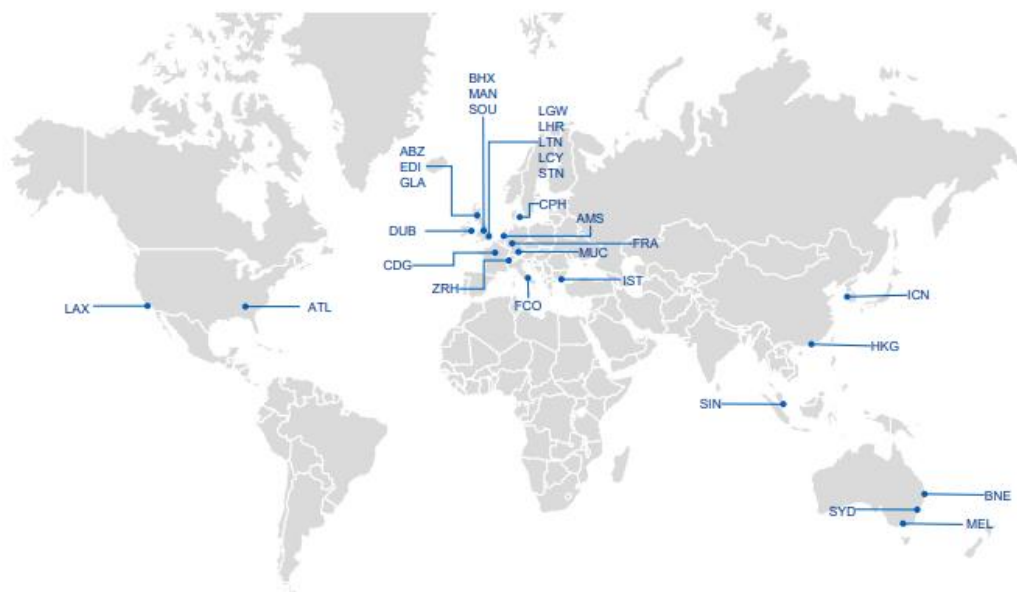 BHX
MAN
SOU
LGW
LHR
LTN
LCY
STN
ABZ
EDI
GLA
CPH
AMS
DUB
FRA
MUC
CDG
ZRH
IST
FCO
LAX
ATL
ICN
HKG
SIN
BNE
SYD
MEL